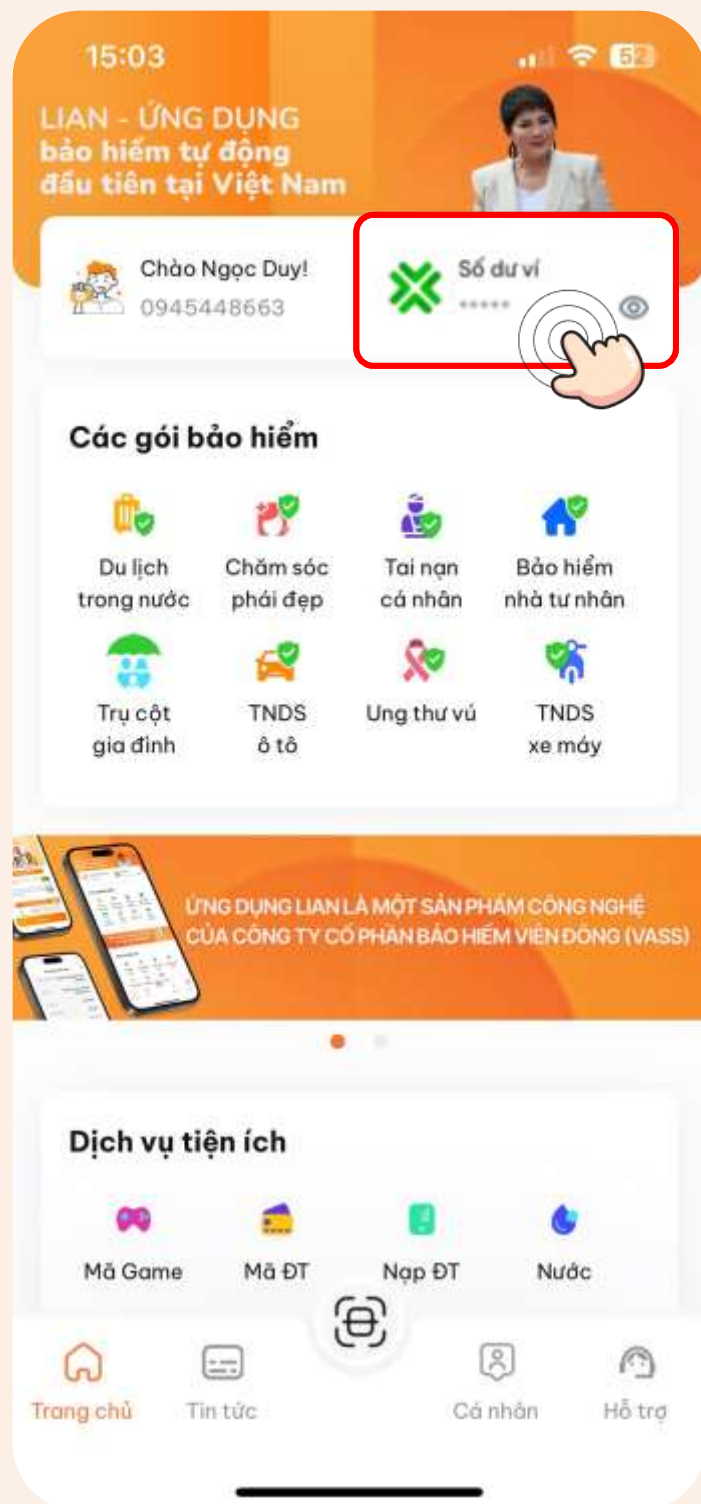 15:03
52
LIAN - ỨNG DỤNG
bảo hiểm tự động
đầu tiên tại Việt Nam
Chào Ngọc Duy!
0945448663
Số dư ví
*****
Các gói bảo hiểm
Du lịch
trong nước
Chăm sóc
phái đẹp
Tai nạn
cá nhân
Bảo hiểm
nhà tư nhân
Trụ cột
gia đình
TNDS
ô tô
Ung thư vú
TNDS
xe máy
ỨNG DỤNG LIAN LÀ MỘT SẢN PHẨM CÔNG NGHỆ
CỦA CÔNG TY CỔ PHẦN BẢO HIỂM VIỄN ĐÔNG (VASS)
Dịch vụ tiện ích
Mã Game
Mã ĐT
Nạp ĐT
Nước
Trang chủ
Tin tức
Cá nhân
Hỗ trợ